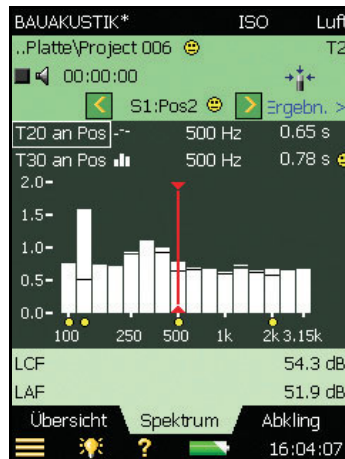 BAUAKUSTIK* ISO Luft
..Platte\Project 006 T2
00:00:00
< S1:Pos2 > Ergebn. >
T20 an Pos 500 Hz 0.65 s
T30 an Pos 500 Hz 0.78 s
2.0
1.5
1.0
0.5
0.0
100 250 500 1k 2k 3.15k
LCF 54.3 dB
LAF 51.9 dB
Übersicht Spektrum Abkling
? 16:04:07